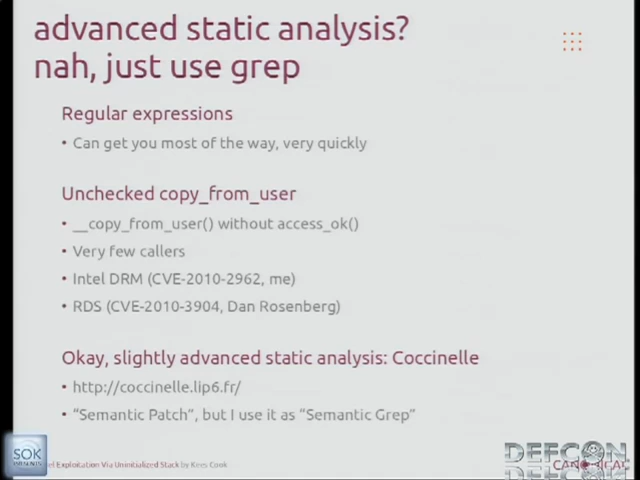 advanced static analysis?
nah, just use grep
Regular expressions
• Can get you most of the way, very quickly
Unchecked copy_from_user
• __copy_from_user() without access_ok()
• Very few callers
• Intel DRM (CVE-2010-2962, me)
• RDS (CVE-2010-3904, Dan Rosenberg)
Okay, slightly advanced static analysis: Coccinelle
• http://coccinelle.lip6.fr/
• “Semantic Patch”, but I use it as “Semantic Grep”
SOK
Exploitation Via Uninitialized Stack by Kees Cook
DEFCON